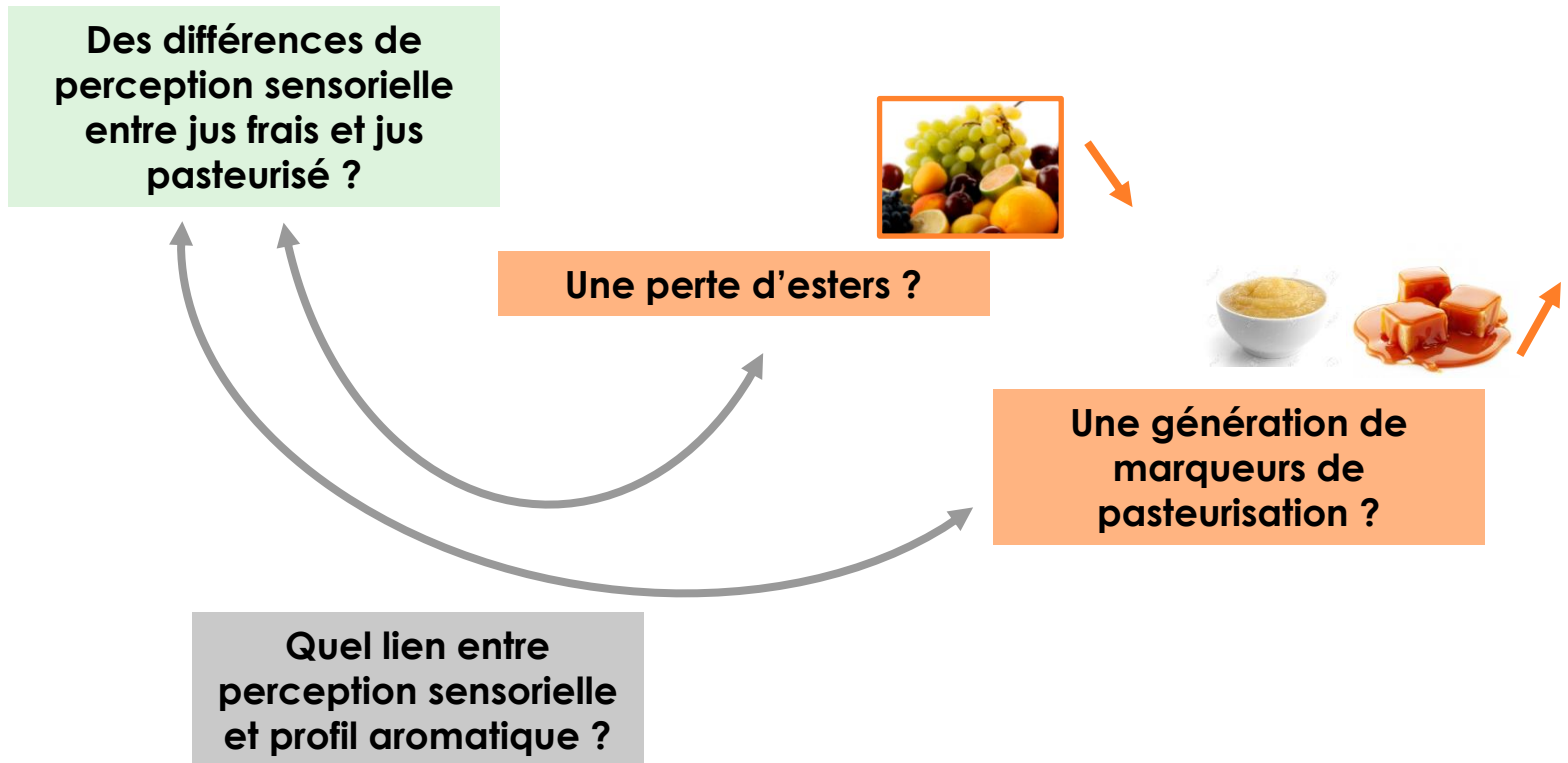 Des différences de
perception sensorielle
entre jus frais et jus
pasteurisé ?
Une perte d’esters ?
Une génération de
marqueurs de
pasteurisation ?
Quel lien entre
perception sensorielle
et profil aromatique ?